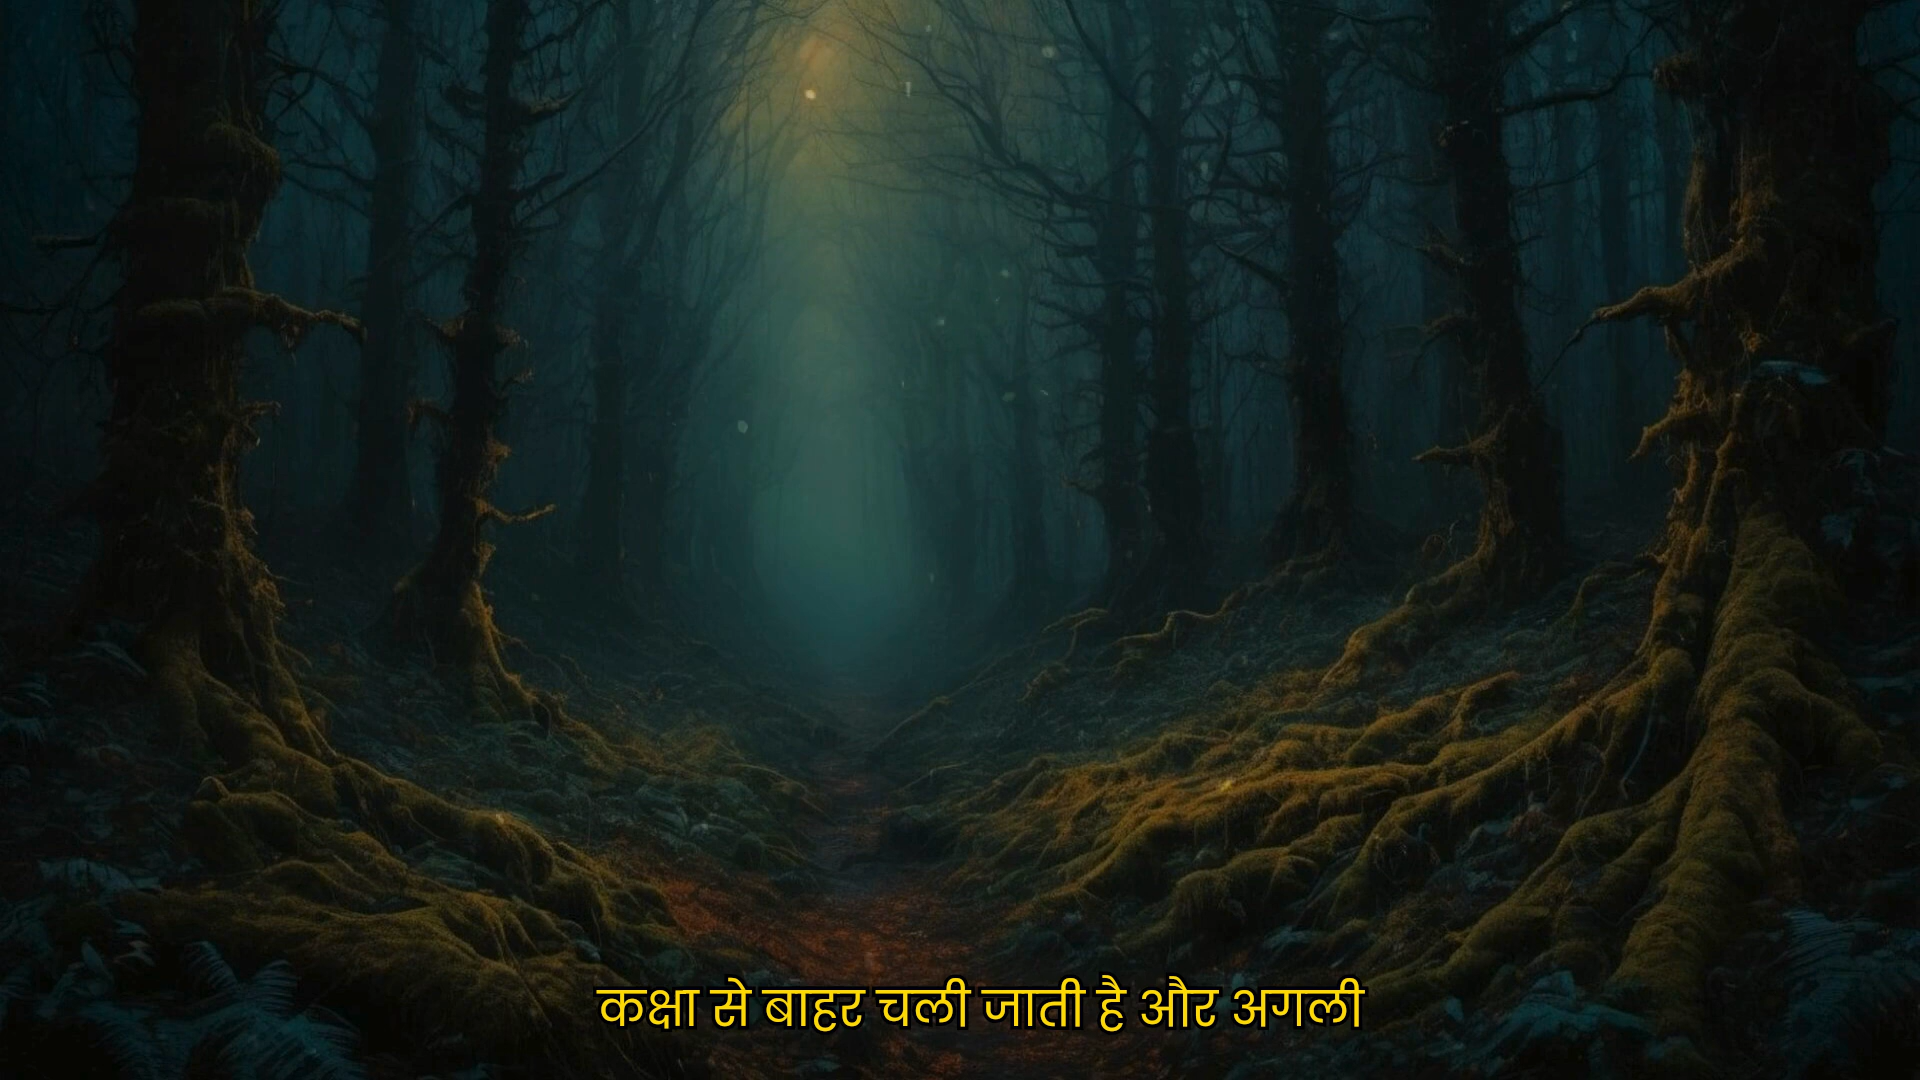 कक्षा से बाहर चली जाती है और अगली